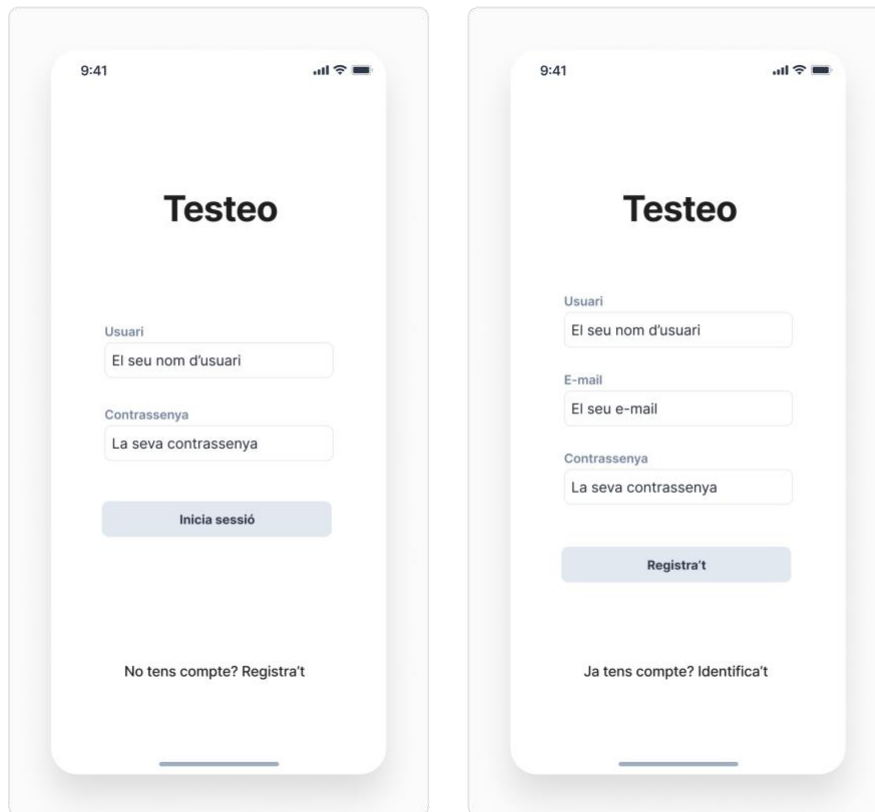 9:41
Testeo
Usuari
El seu nom d’usuari
Contrassenya
La seva contrassenya
Inicia sessió
No tens compte? Registra’t
9:41
Testeo
Usuari
El seu nom d’usuari
E-mail
El seu e-mail
Contrassenya
La seva contrassenya
Registra’t
Ja tens compte? Identifica’t